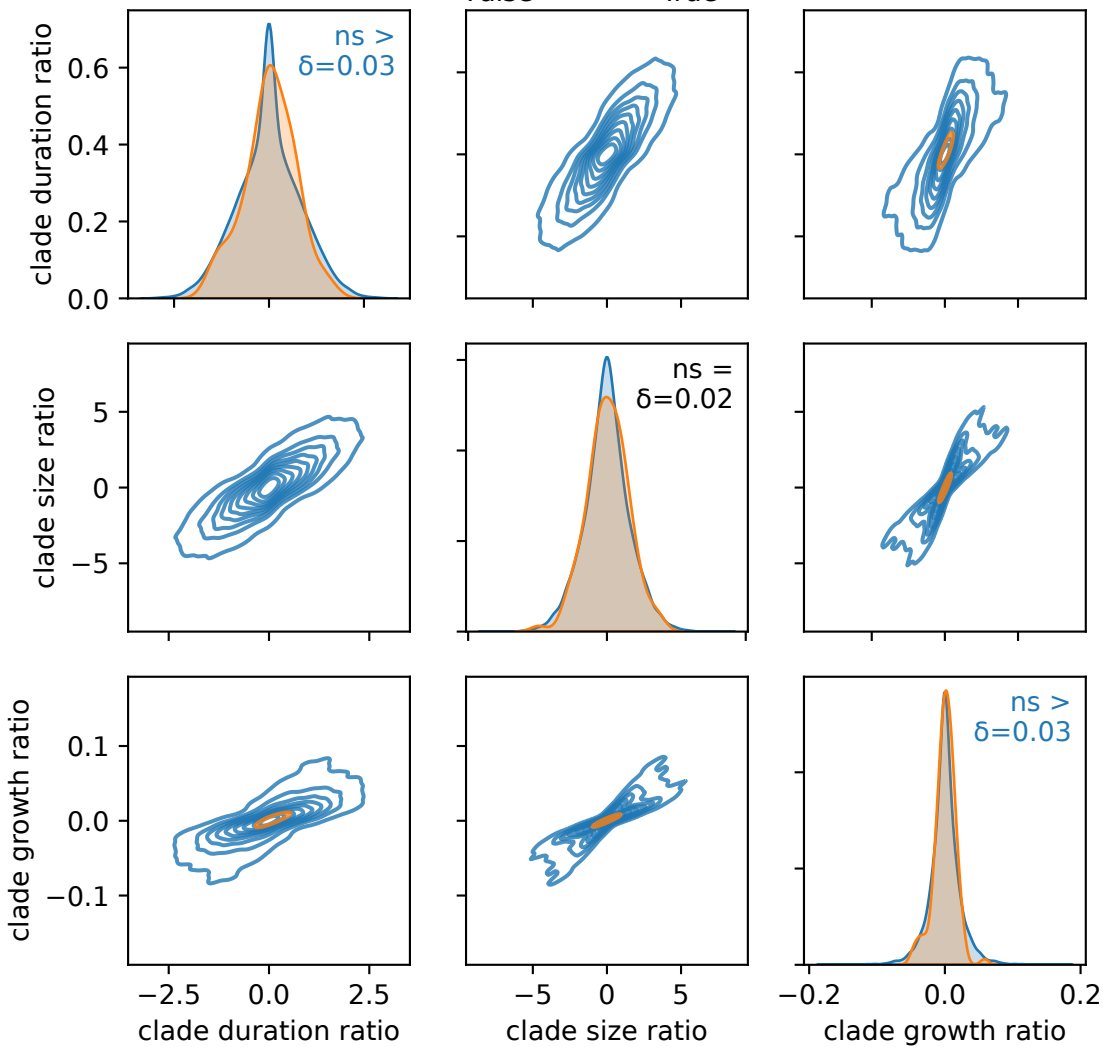 clade duration ratio
0.6
0.4
0.2
0.0
ns >
δ=0.03
clade size ratio
5
0
−5
ns =
δ=0.02
clade growth ratio
0.1
0.0
−0.1
ns >
δ=0.03
−2.5 0.0 2.5
−5 0 5
−0.2 0.0 0.2
clade duration ratio
clade size ratio
clade growth ratio